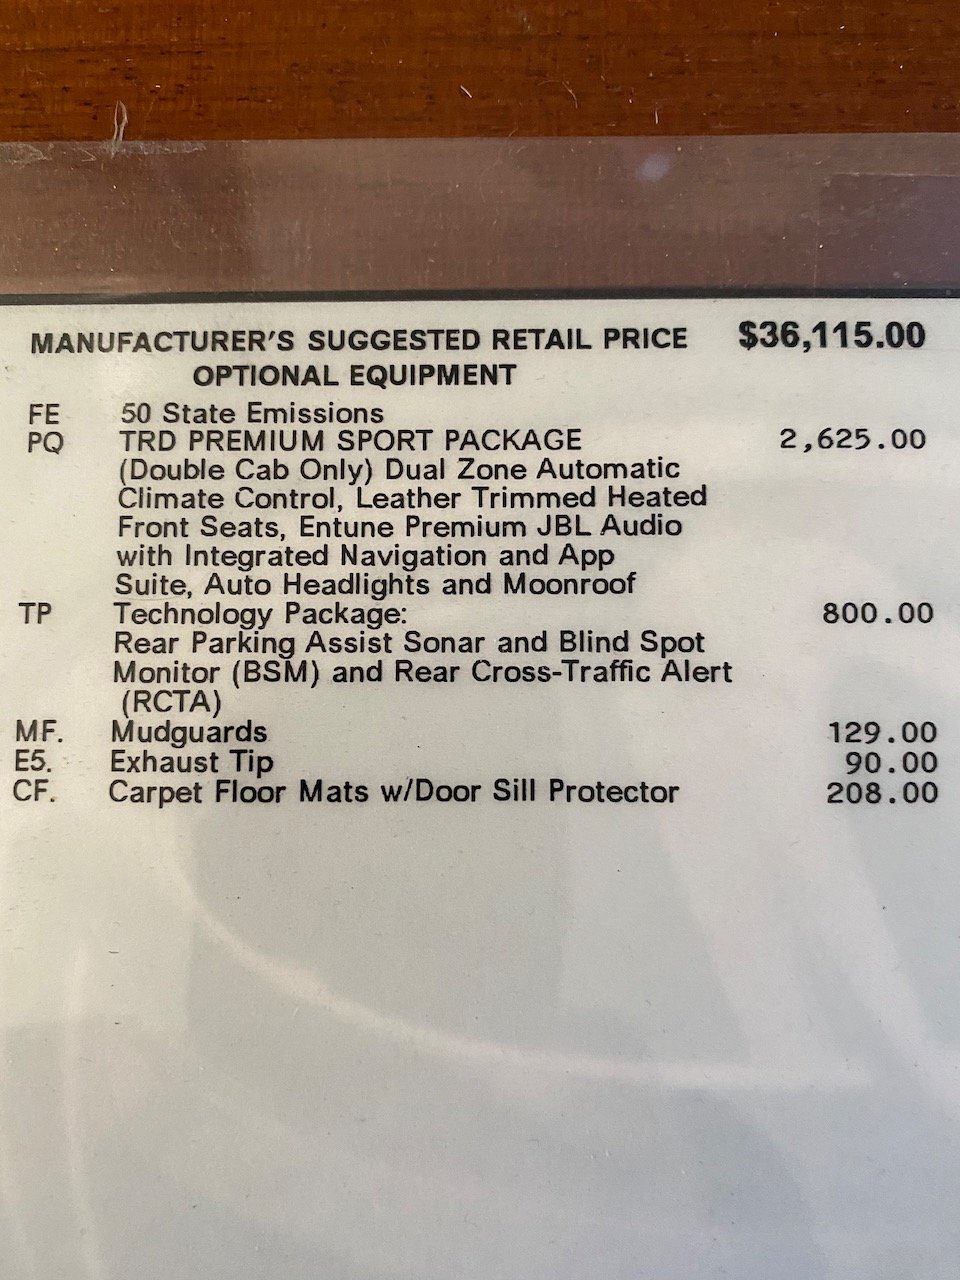 MANUFACTURER'S SUGGESTED RETAIL PRICE $36,115.00
OPTIONAL EQUIPMENT
FE 50 State Emissions
PQ TRD PREMIUM SPORT PACKAGE 2,625.00
(Double Cab Only) Dual Zone Automatic
Climate Control, Leather Trimmed Heated
Front Seats, Entune Premium JBL Audio
with Integrated Navigation and App
Suite, Auto Headlights and Moonroof
TP Technology Package: 800.00
Rear Parking Assist Sonar and Blind Spot
Monitor (BSM) and Rear Cross-Traffic Alert
(RCTA)
MF. Mudguards 129.00
E5. Exhaust Tip 90.00
CF. Carpet Floor Mats w/Door Sill Protector 208.00